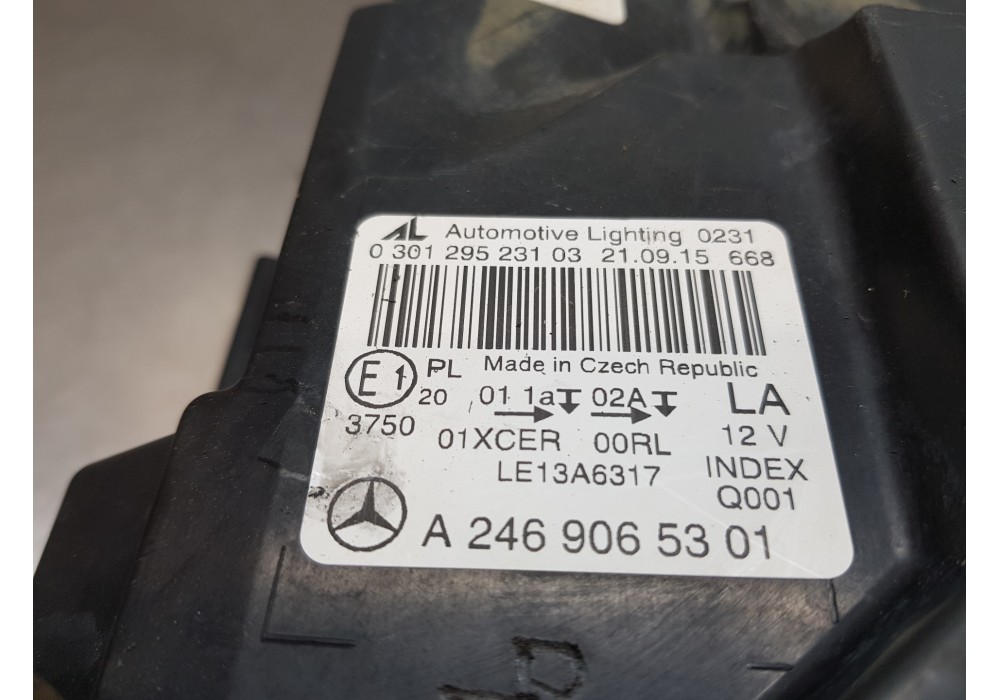 AL Automotive Lighting 0231
0 301 295 231 03 21.09.15 668
E1 PL Made in Czech Republic
20 01 1a 02A LA
3750 01XCER 00RL 12 V
LE13A6317 INDEX
Q001
A 246 906 53 01